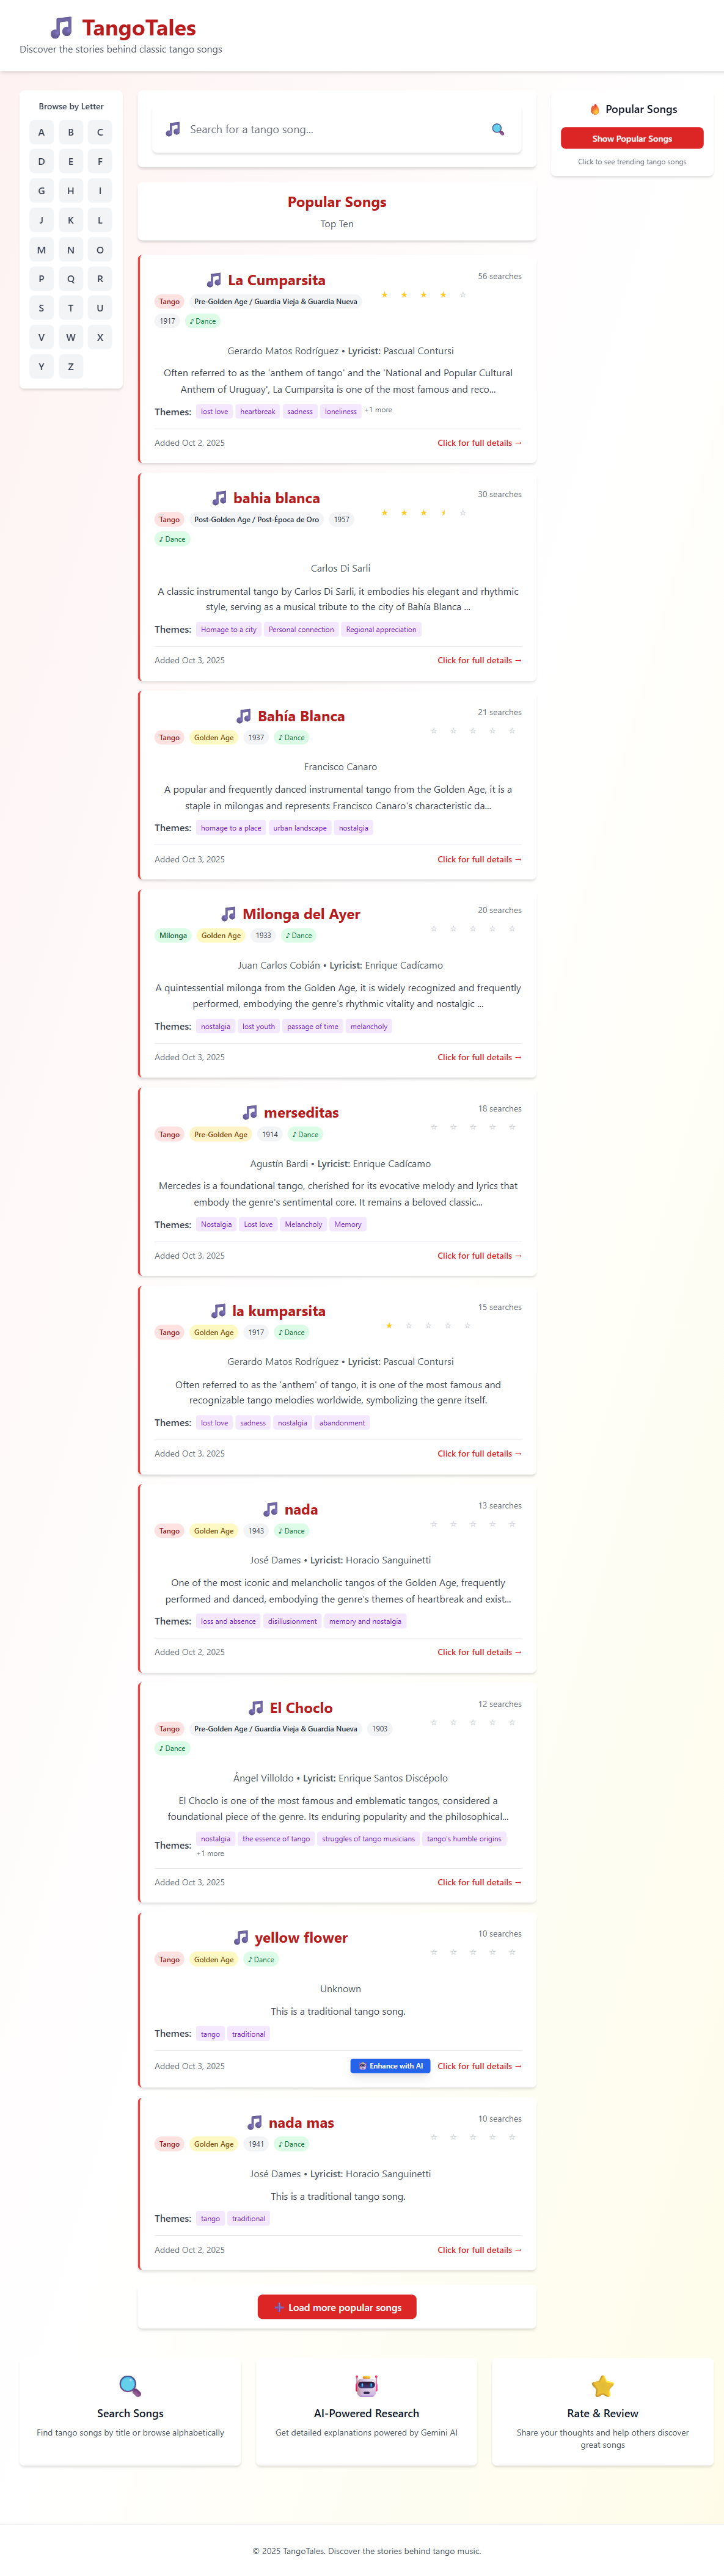 TangoTales
Discover the stories behind classic tango songs
Browse by Letter
A B C
D E F
G H I
J K L
M N O
P Q R
S T U
V W X
Y Z
Search for a tango song...
Popular Songs
Show Popular Songs
Click to see trending tango songs
Popular Songs
Top Ten
La Cumparsita
56 searches
Tango Pre-Golden Age / Guardia Vieja & Guardia Nueva
1917 ♪ Dance
Gerardo Matos Rodríguez • Lyricist: Pascual Contursi
Often referred to as the 'anthem of tango' and the 'National and Popular Cultural
Anthem of Uruguay', La Cumparsita is one of the most famous and reco...
Themes: lost love heartbreak sadness loneliness +1 more
Added Oct 2, 2025 Click for full details →
bahia blanca
30 searches
Tango Post-Golden Age / Post-Época de Oro 1957
♪ Dance
Carlos Di Sarli
A classic instrumental tango by Carlos Di Sarli, it embodies his elegant and rhythmic
style, serving as a musical tribute to the city of Bahía Blanca ...
Themes: Homage to a city Personal connection Regional appreciation
Added Oct 3, 2025 Click for full details →
Bahía Blanca
21 searches
Tango Golden Age 1937 ♪ Dance
Francisco Canaro
A popular and frequently danced instrumental tango from the Golden Age, it is a
staple in milongas and represents Francisco Canaro's characteristic da...
Themes: homage to a place urban landscape nostalgia
Added Oct 3, 2025 Click for full details →
Milonga del Ayer
20 searches
Milonga Golden Age 1933 ♪ Dance
Juan Carlos Cobián • Lyricist: Enrique Cadícamo
A quintessential milonga from the Golden Age, it is widely recognized and frequently
performed, embodying the genre's rhythmic vitality and nostalgic ...
Themes: nostalgia lost youth passage of time melancholy
Added Oct 3, 2025 Click for full details →
merseditas
18 searches
Tango Pre-Golden Age 1914 ♪ Dance
Agustín Bardi • Lyricist: Enrique Cadícamo
Mercedes is a foundational tango, cherished for its evocative melody and lyrics that
embody the genre's sentimental core. It remains a beloved classic...
Themes: Nostalgia Lost love Melancholy Memory
Added Oct 3, 2025 Click for full details →
la kumparsita
15 searches
Tango Golden Age 1917 ♪ Dance
Gerardo Matos Rodríguez • Lyricist: Pascual Contursi
Often referred to as the 'anthem' of tango, it is one of the most famous and
recognizable tango melodies worldwide, symbolizing the genre itself.
Themes: lost love sadness nostalgia abandonment
Added Oct 3, 2025 Click for full details →
nada
13 searches
Tango Golden Age 1943 ♪ Dance
José Dames • Lyricist: Horacio Sanguinetti
One of the most iconic and melancholic tangos of the Golden Age, frequently
performed and danced, embodying the genre's themes of heartbreak and exist...
Themes: loss and absence disillusionment memory and nostalgia
Added Oct 2, 2025 Click for full details →
El Choclo
12 searches
Tango Pre-Golden Age / Guardia Vieja & Guardia Nueva 1903
♪ Dance
Ángel Villoldo • Lyricist: Enrique Santos Discépolo
El Choclo is one of the most famous and emblematic tangos, considered a
foundational piece of the genre. Its enduring popularity and the philosophical...
Themes: nostalgia the essence of tango struggles of tango musicians tango's humble origins
+1 more
Added Oct 3, 2025 Click for full details →
yellow flower
10 searches
Tango Golden Age ♪ Dance
Unknown
This is a traditional tango song.
Themes: tango traditional
Added Oct 3, 2025 Enhance with AI Click for full details →
nada mas
10 searches
Tango Golden Age 1941 ♪ Dance
José Dames • Lyricist: Horacio Sanguinetti
This is a traditional tango song.
Themes: tango traditional
Added Oct 2, 2025 Click for full details →
Load more popular songs
Search Songs
Find tango songs by title or browse alphabetically
AI-Powered Research
Get detailed explanations powered by Gemini AI
Rate & Review
Share your thoughts and help others discover
great songs
© 2025 TangoTales. Discover the stories behind tango music.